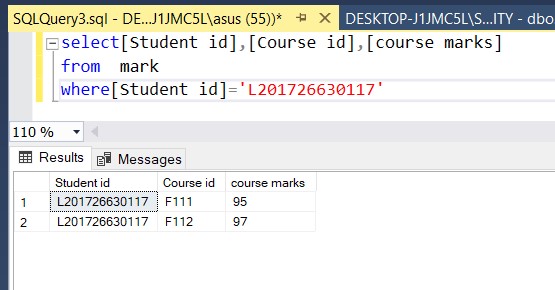 SQLQuery3.sql - DE...J1JMC5L\asus (55))* DESKTOP-J1JMC5L\S...ITY - dbo
select[Student id],[Course id],[course marks]
from mark
where[Student id]='L201726630117'
110 %
Results Messages
Student id Course id course marks
1 L201726630117 F111 95
2 L201726630117 F112 97